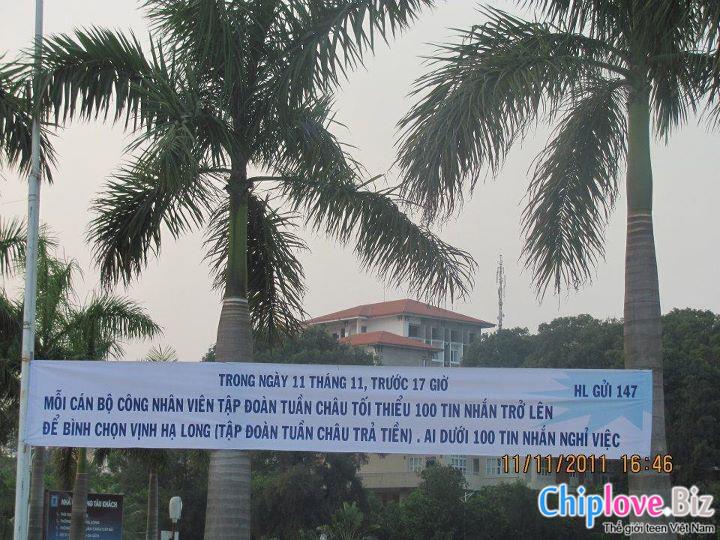 TRONG NGÀY 11 THÁNG 11, TRƯỚC 17 GIỜ
HL GỬI 147
MỖI CÁN BỘ CÔNG NHÂN VIÊN TẬP ĐOÀN TUẦN CHÂU TỐI THIỂU 100 TIN NHẮN TRỞ LÊN
ĐỂ BÌNH CHỌN VỊNH HẠ LONG (TẬP ĐOÀN TUẦN CHÂU TRẢ TIỀN) . AI DƯỚI 100 TIN NHẮN NGHỈ VIỆC
11/11/2011 16:46
Chiplove.Biz
Thế giới teen Việt Nam
TÀU KHÁCH